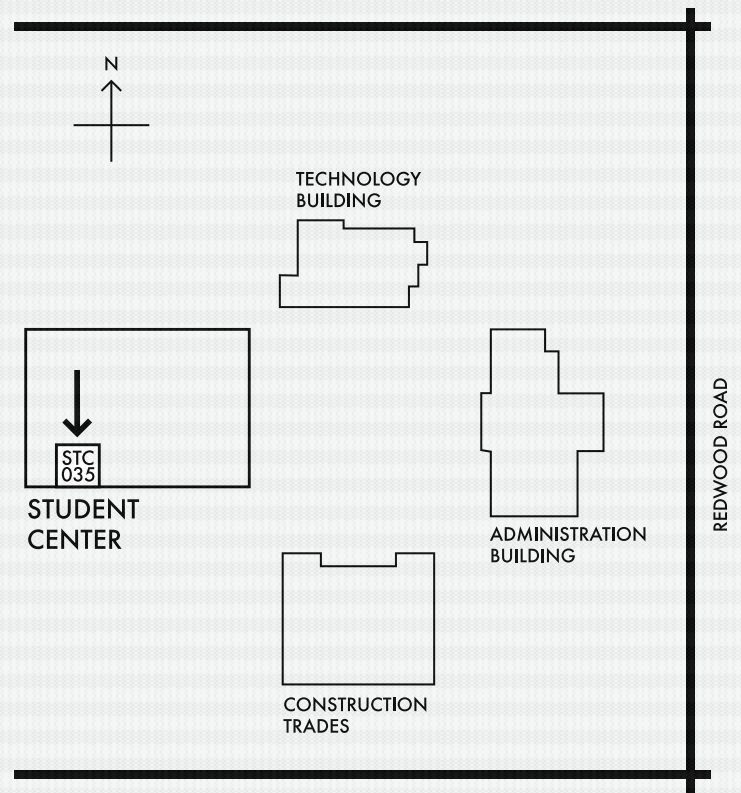 N
TECHNOLOGY
BUILDING
STC
035
STUDENT
CENTER
REDWOOD ROAD
ADMINISTRATION
BUILDING
CONSTRUCTION
TRADES